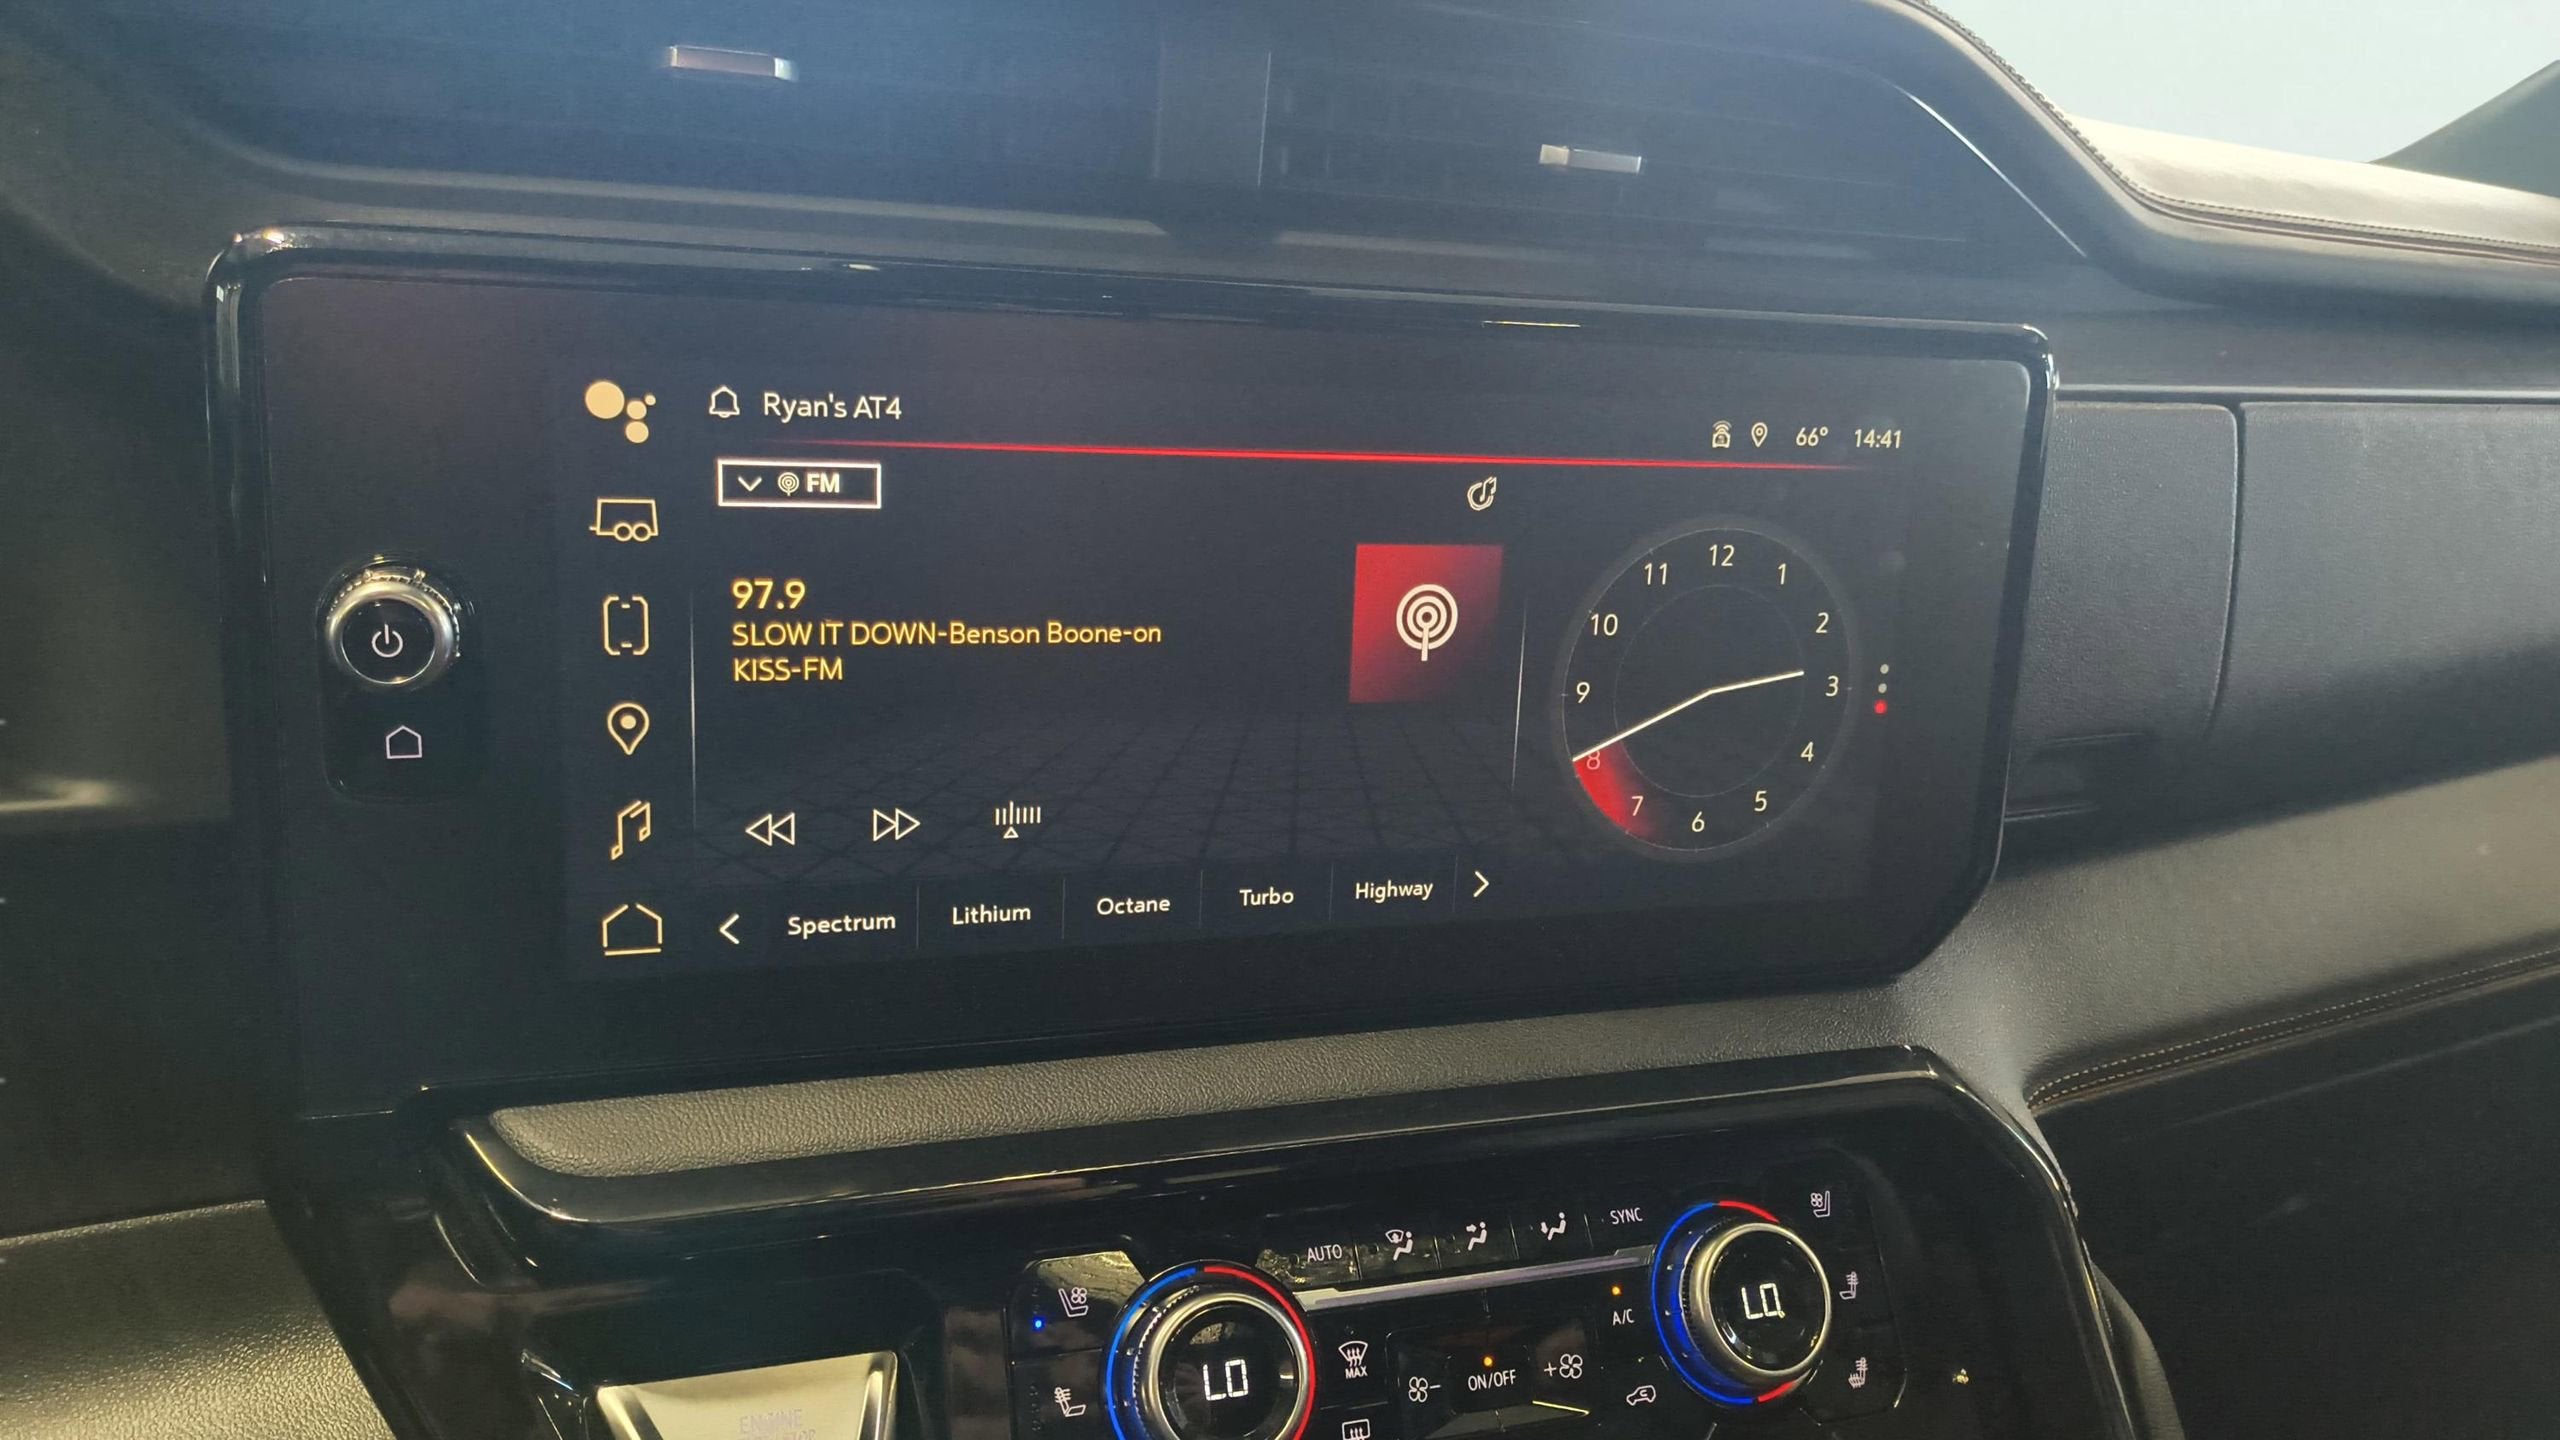 Ryan's AT4
66° 14:41
FM
97.9
SLOW IT DOWN-Benson Boone-on
KISS-FM
12
1
2
3
4
5
6
7
8
9
10
11
Spectrum Lithium Octane Turbo Highway
AUTO SYNC
A/C
LO
LO
MAX
ON/OFF
ENGINE